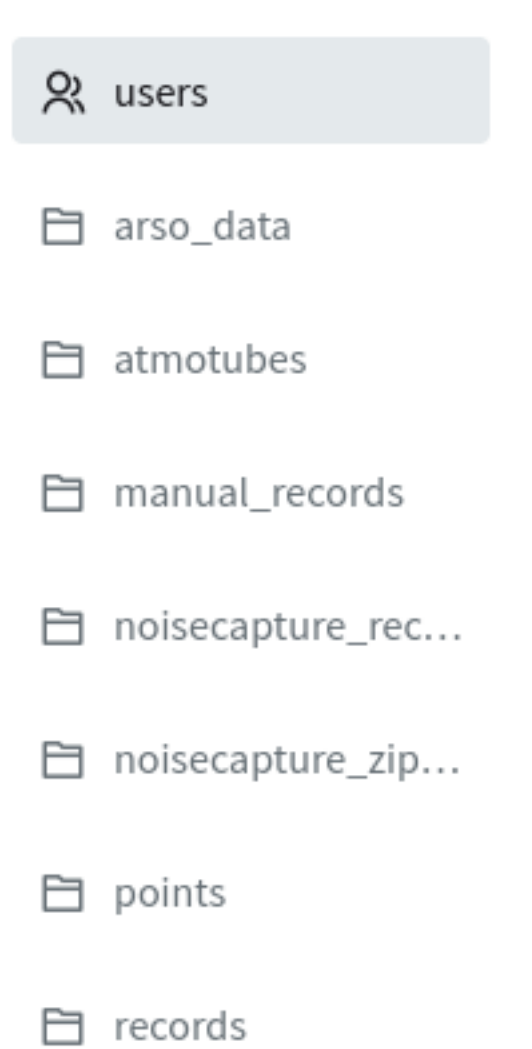 users
arso_data
atmotubes
manual_records
noisecapture_rec...
noisecapture_zip...
points
records